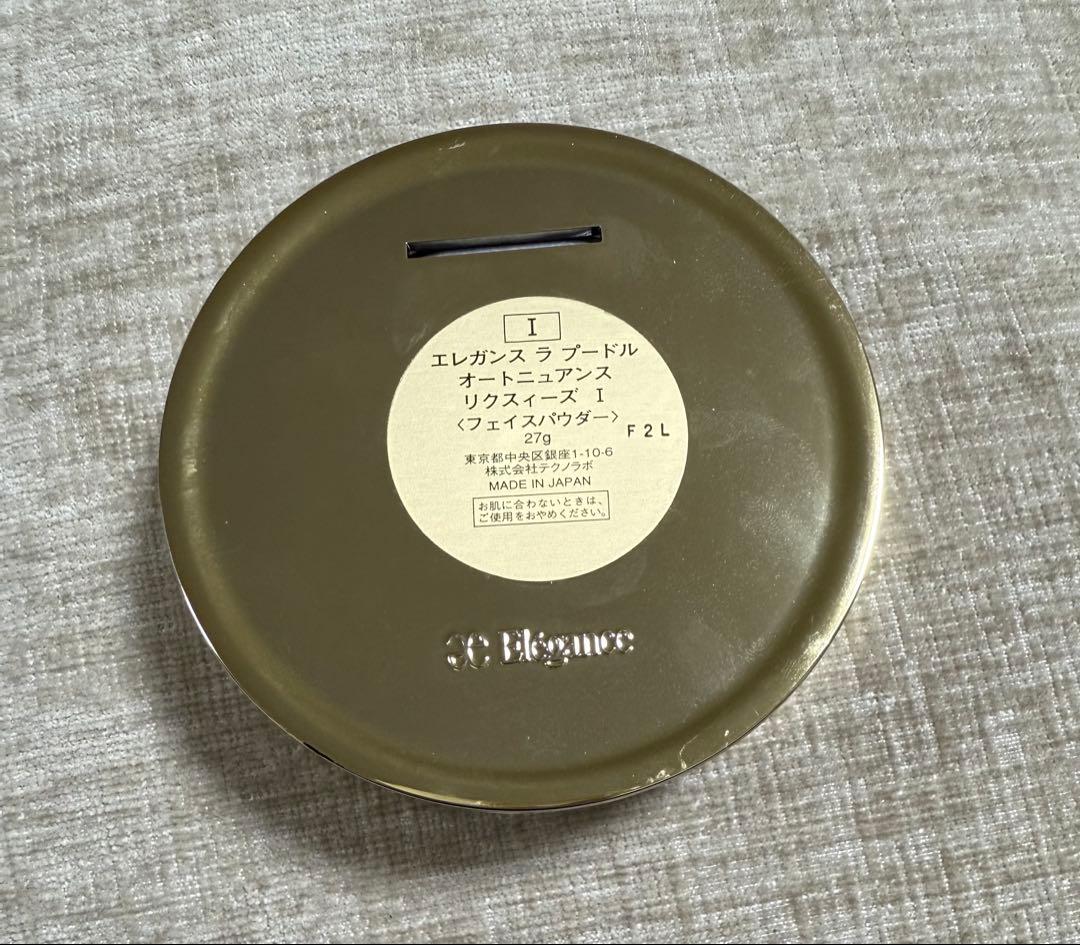 I
エレガンス ラ プードル
オートニュアンス
リクスィーズ I
〈フェイスパウダー〉
27g
F2L
東京都中央区銀座1-10-6
株式会社テクノラボ
MADE IN JAPAN
お肌に合わないときは、
ご使用をおやめください。
Elégance